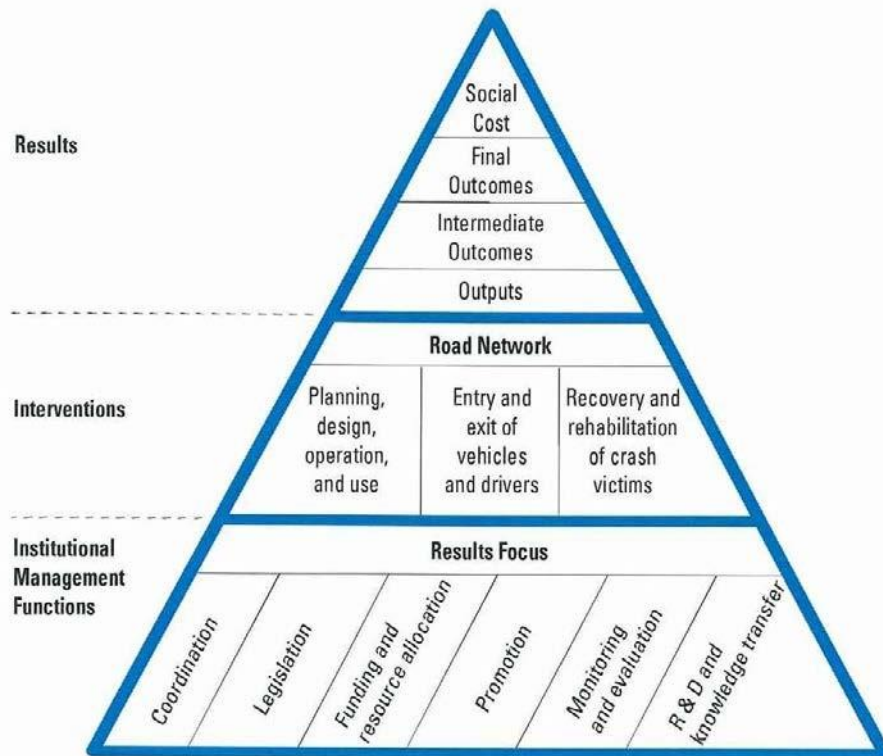 Results
Social
Cost
Final
Outcomes
Intermediate
Outcomes
Outputs
Interventions
Road Network
Planning,
design,
operation,
and use
Entry and
exit of
vehicles
and drivers
Recovery and
rehabilitation
of crash
victims
Institutional
Management
Functions
Results Focus
Coordination
Legislation
Funding and
resource allocation
Promotion
Monitoring
and evaluation
R & D and
knowledge transfer